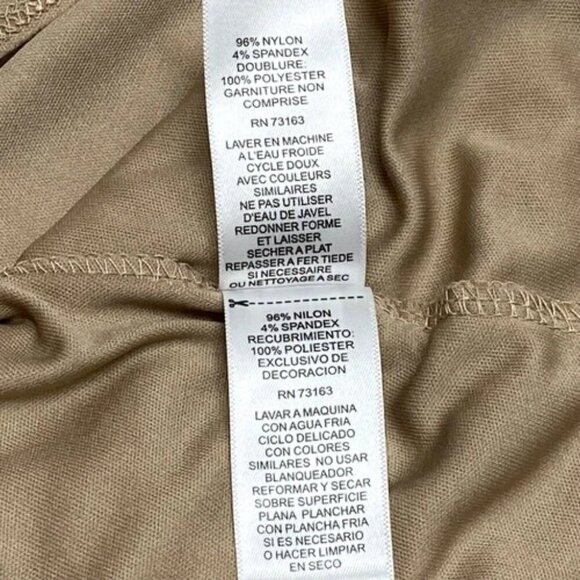 96% NYLON
4% SPANDEX
DOUBLURE:
100% POLYESTER
GARNITURE NON
COMPRISE
RN 73163
LAVER EN MACHINE
A L'EAU FROIDE
CYCLE DOUX
AVEC COULEURS
SIMILAIRES
NE PAS UTILISER
D'EAU DE JAVEL
REDONNER FORME
ET LAISSER
SECHER A PLAT
REPASSER A FER TIEDE
SI NECESSAIRE
OU NETTOYAGE A SEC
96% NILON
4% SPANDEX
RECUBRIMIENTO:
100% POLIESTER
EXCLUSIVO DE
DECORACION
RN 73163
LAVAR A MAQUINA
CON AGUA FRIA
CICLO DELICADO
CON COLORES
SIMILARES NO USAR
BLANQUEADOR
REFORMAR Y SECAR
SOBRE SUPERFICIE
PLANA PLANCHAR
CON PLANCHA FRIA
SI ES NECESARIO
O HACER LIMPIAR
EN SECO